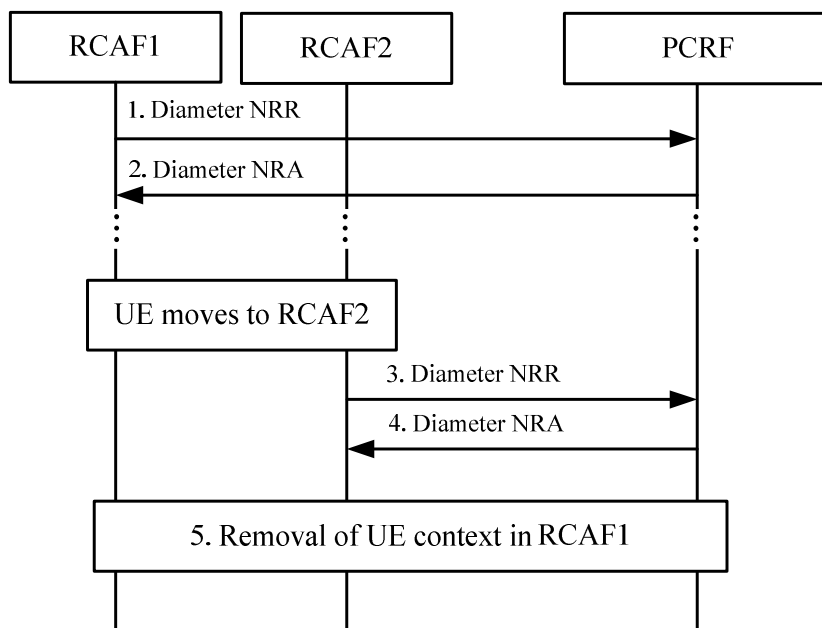 RCAF1
RCAF2
PCRF
1. Diameter NRR
2. Diameter NRA
UE moves to RCAF2
3. Diameter NRR
4. Diameter NRA
5. Removal of UE context in RCAF1